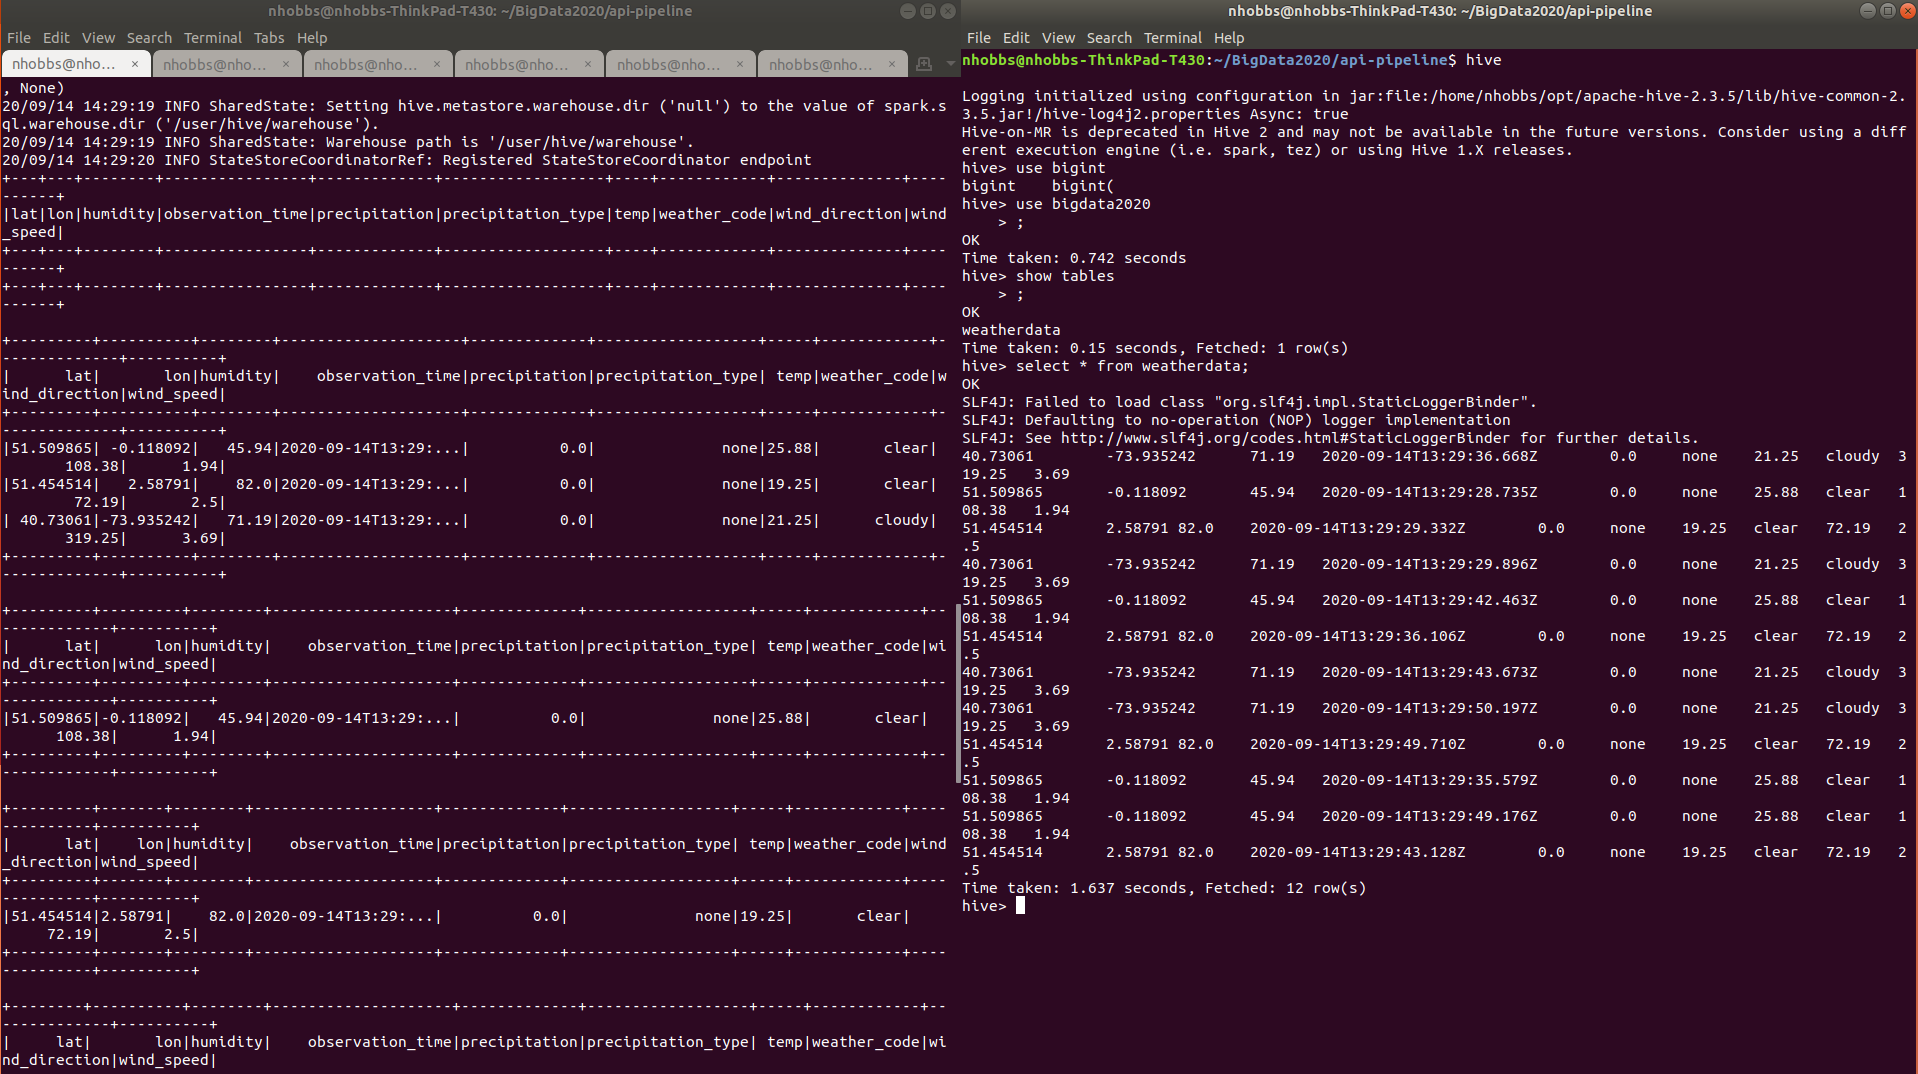 nhobbs@nhobbs-ThinkPad-T430: ~/BigData2020/api-pipeline
File Edit View Search Terminal Tabs Help
nhobbs@nho... × nhobbs@nho... × nhobbs@nho... × nhobbs@nho... × nhobbs@nho... × nhobbs@nho... ×
, None)
20/09/14 14:29:19 INFO SharedState: Setting hive.metastore.warehouse.dir ('null') to the value of spark.s
ql.warehouse.dir ('/user/hive/warehouse').
20/09/14 14:29:19 INFO SharedState: Warehouse path is '/user/hive/warehouse'.
20/09/14 14:29:20 INFO StateStoreCoordinatorRef: Registered StateStoreCoordinator endpoint
+---+---+--------+----------------+-------------+------------------+----+------------+--------------+----
------+
|lat|lon|humidity|observation_time|precipitation|precipitation_type|temp|weather_code|wind_direction|wind
_speed|
+---+---+--------+----------------+-------------+------------------+----+------------+--------------+----
------+
+---+---+--------+----------------+-------------+------------------+----+------------+--------------+----
------+
+---------+----------+--------+--------------------+-------------+------------------+-----+------------+-
-------------+----------+
|      lat|       lon|humidity|    observation_time|precipitation|precipitation_type| temp|weather_code|w
ind_direction|wind_speed|
+---------+----------+--------+--------------------+-------------+------------------+-----+------------+-
-------------+----------+
|51.509865| -0.118092|   45.94|2020-09-14T13:29:...|          0.0|              none|25.88|       clear|
       108.38|      1.94|
|51.454514|   2.58791|    82.0|2020-09-14T13:29:...|          0.0|              none|19.25|       clear|
        72.19|       2.5|
| 40.73061|-73.935242|   71.19|2020-09-14T13:29:...|          0.0|              none|21.25|      cloudy|
       319.25|      3.69|
+---------+----------+--------+--------------------+-------------+------------------+-----+------------+-
-------------+----------+
+---------+---------+--------+--------------------+-------------+------------------+-----+------------+--
------------+----------+
|      lat|      lon|humidity|    observation_time|precipitation|precipitation_type| temp|weather_code|wi
nd_direction|wind_speed|
+---------+---------+--------+--------------------+-------------+------------------+-----+------------+--
------------+----------+
|51.509865|-0.118092|   45.94|2020-09-14T13:29:...|          0.0|              none|25.88|       clear|
      108.38|      1.94|
+---------+---------+--------+--------------------+-------------+------------------+-----+------------+--
------------+----------+
+---------+-------+--------+--------------------+-------------+------------------+-----+------------+----
----------+----------+
|      lat|    lon|humidity|    observation_time|precipitation|precipitation_type| temp|weather_code|wind
_direction|wind_speed|
+---------+-------+--------+--------------------+-------------+------------------+-----+------------+----
----------+----------+
|51.454514|2.58791|    82.0|2020-09-14T13:29:...|          0.0|              none|19.25|       clear|
     72.19|       2.5|
+---------+-------+--------+--------------------+-------------+------------------+-----+------------+----
----------+----------+
+--------+----------+--------+--------------------+-------------+------------------+-----+------------+--
------------+----------+
|     lat|       lon|humidity|    observation_time|precipitation|precipitation_type| temp|weather_code|wi
nd_direction|wind_speed|
nhobbs@nhobbs-ThinkPad-T430: ~/BigData2020/api-pipeline
File Edit View Search Terminal Help
nhobbs@nhobbs-ThinkPad-T430:~/BigData2020/api-pipeline$ hive
Logging initialized using configuration in jar:file:/home/nhobbs/opt/apache-hive-2.3.5/lib/hive-common-2.
3.5.jar!/hive-log4j2.properties Async: true
Hive-on-MR is deprecated in Hive 2 and may not be available in the future versions. Consider using a diff
erent execution engine (i.e. spark, tez) or using Hive 1.X releases.
hive> use bigint
bigint    bigint(
hive> use bigdata2020
    > ;
OK
Time taken: 0.742 seconds
hive> show tables
    > ;
OK
weatherdata
Time taken: 0.15 seconds, Fetched: 1 row(s)
hive> select * from weatherdata;
OK
SLF4J: Failed to load class "org.slf4j.impl.StaticLoggerBinder".
SLF4J: Defaulting to no-operation (NOP) logger implementation
SLF4J: See http://www.slf4j.org/codes.html#StaticLoggerBinder for further details.
40.73061 -73.935242 71.19 2020-09-14T13:29:36.668Z 0.0 none 21.25 cloudy 3
19.25 3.69
51.509865 -0.118092 45.94 2020-09-14T13:29:28.735Z 0.0 none 25.88 clear 1
08.38 1.94
51.454514 2.58791 82.0 2020-09-14T13:29:29.332Z 0.0 none 19.25 clear 72.19 2
.5
40.73061 -73.935242 71.19 2020-09-14T13:29:29.896Z 0.0 none 21.25 cloudy 3
19.25 3.69
51.509865 -0.118092 45.94 2020-09-14T13:29:42.463Z 0.0 none 25.88 clear 1
08.38 1.94
51.454514 2.58791 82.0 2020-09-14T13:29:36.106Z 0.0 none 19.25 clear 72.19 2
.5
40.73061 -73.935242 71.19 2020-09-14T13:29:43.673Z 0.0 none 21.25 cloudy 3
19.25 3.69
40.73061 -73.935242 71.19 2020-09-14T13:29:50.197Z 0.0 none 21.25 cloudy 3
19.25 3.69
51.454514 2.58791 82.0 2020-09-14T13:29:49.710Z 0.0 none 19.25 clear 72.19 2
.5
51.509865 -0.118092 45.94 2020-09-14T13:29:35.579Z 0.0 none 25.88 clear 1
08.38 1.94
51.509865 -0.118092 45.94 2020-09-14T13:29:49.176Z 0.0 none 25.88 clear 1
08.38 1.94
51.454514 2.58791 82.0 2020-09-14T13:29:43.128Z 0.0 none 19.25 clear 72.19 2
.5
Time taken: 1.637 seconds, Fetched: 12 row(s)
hive>